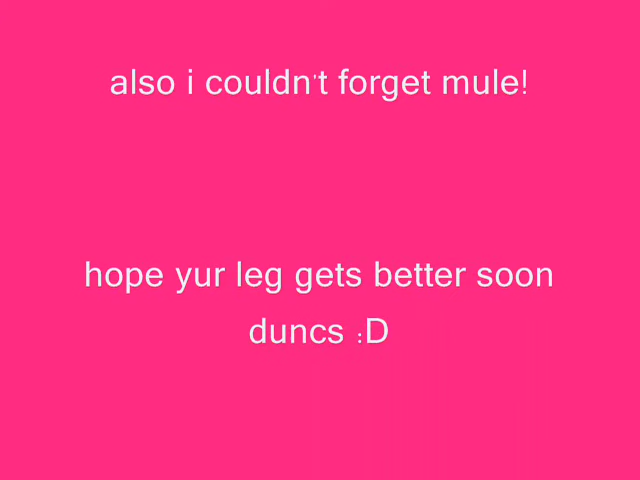 also i couldn't forget mule!
hope yur leg gets better soon
duncs :D